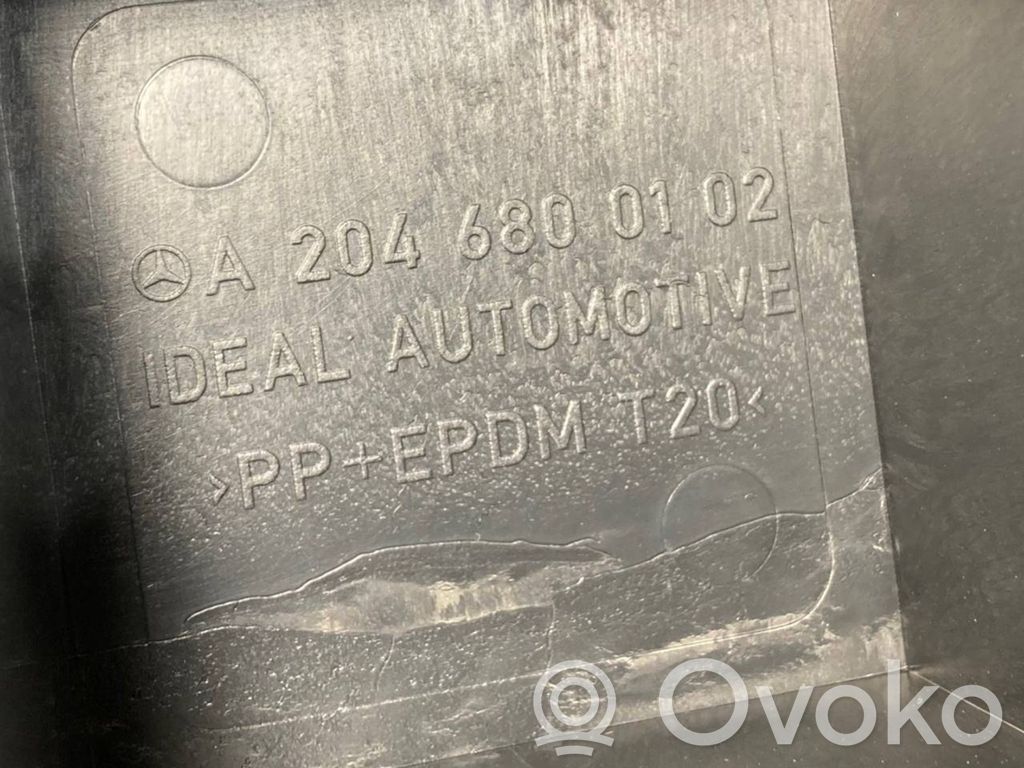 A 204 680 01 02
IDEAL AUTOMOTIVE
>PP+EPDM T20<
Ovoko